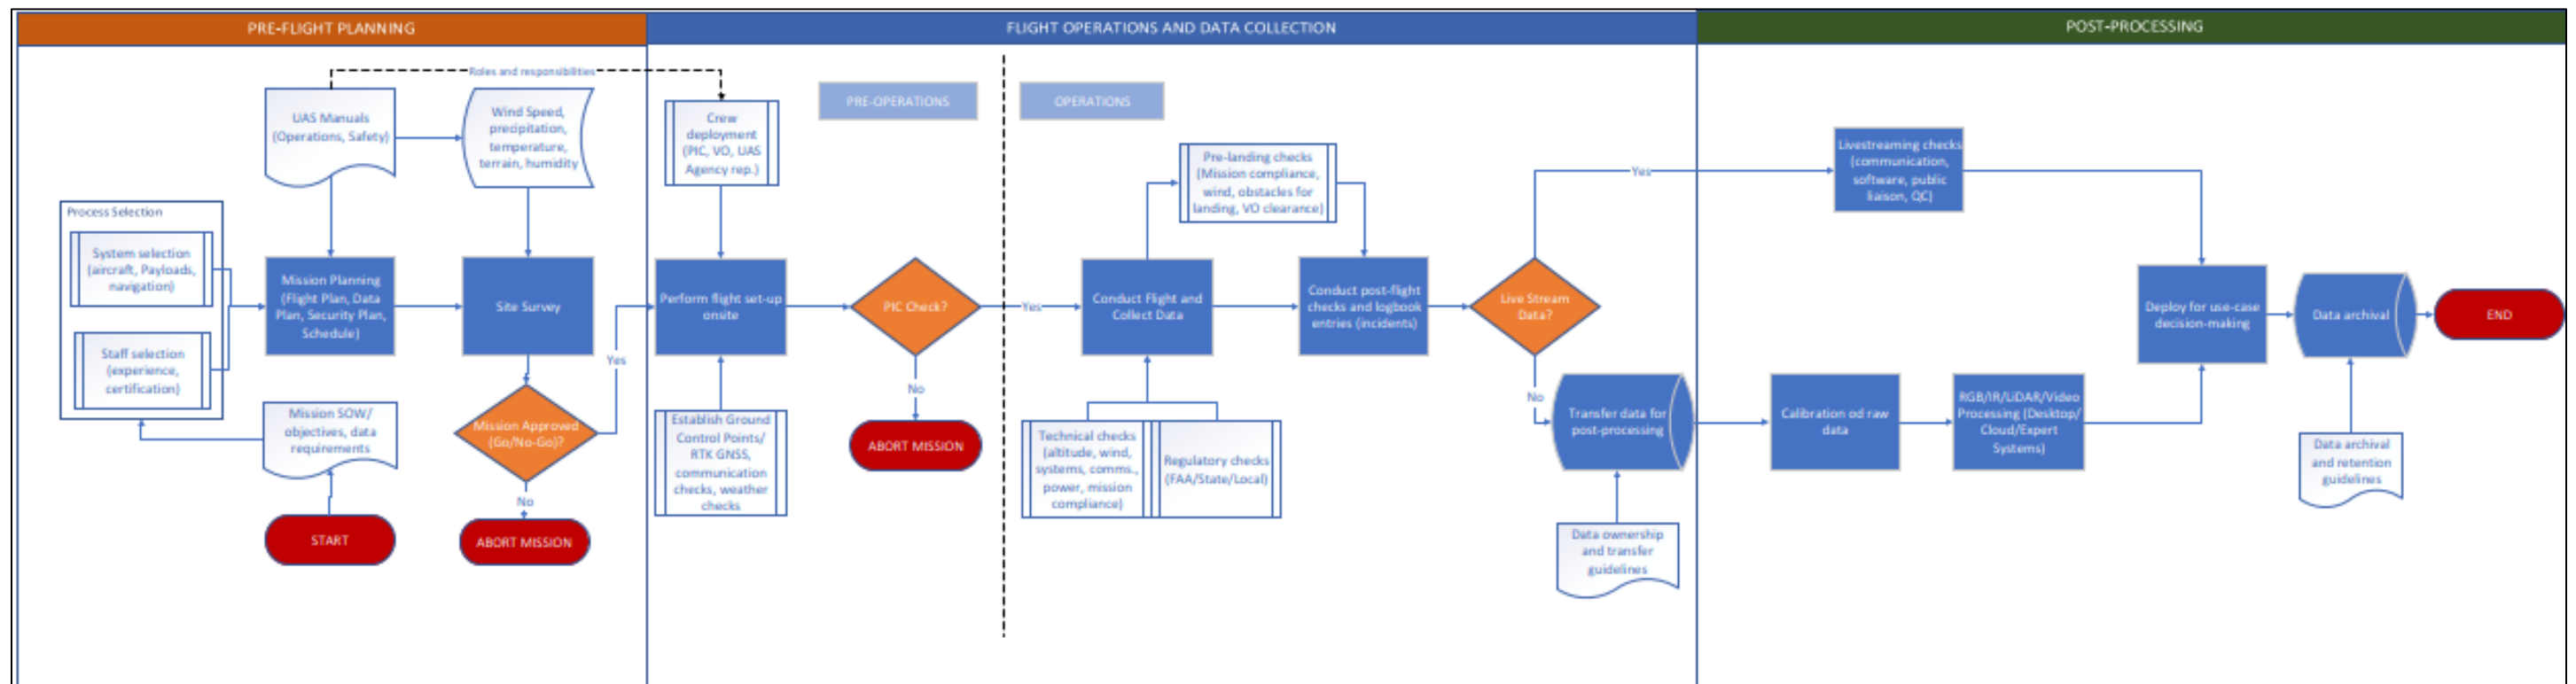 PRE-FLIGHT PLANNING
FLIGHT OPERATIONS AND DATA COLLECTION
POST-PROCESSING
Roles and responsibilities
UAS Manuals
(Operations, Safety)
Wind Speed,
precipitation,
temperature,
terrain, humidity
Process Selection
System selection
(aircraft, Payloads,
navigation)
Staff selection
(experience,
certification)
Mission Planning
(Flight Plan, Data
Plan, Security Plan,
Schedule)
Site Survey
Mission SOW/
objectives, data
requirements
START
Mission Approved
(Go/No-Go)?
Yes
No
ABORT MISSION
Crew
deployment
(PIC, VO, UAS
Agency rep.)
PRE-OPERATIONS
Perform flight set-up
onsite
PIC Check?
Yes
No
ABORT MISSION
Establish Ground
Control Points/
RTK GNSS,
communication
checks, weather
checks
OPERATIONS
Pre-landing checks
(Mission compliance,
wind, obstacles for
landing, VO clearance)
Conduct Flight and
Collect Data
Conduct post-flight
checks and logbook
entries (incidents)
Technical checks
(altitude, wind,
systems, comms.,
power, mission
compliance)
Regulatory checks
(FAA/State/Local)
Live Stream
Data?
Yes
No
Transfer data for
post-processing
Data ownership
and transfer
guidelines
Livestreaming checks
(communication,
software, public
liaison, QC)
Calibration od raw
data
RGB/IR/LiDAR/Video
Processing (Desktop/
Cloud/Expert
Systems)
Deploy for use-case
decision-making
Data archival
END
Data archival
and retention
guidelines